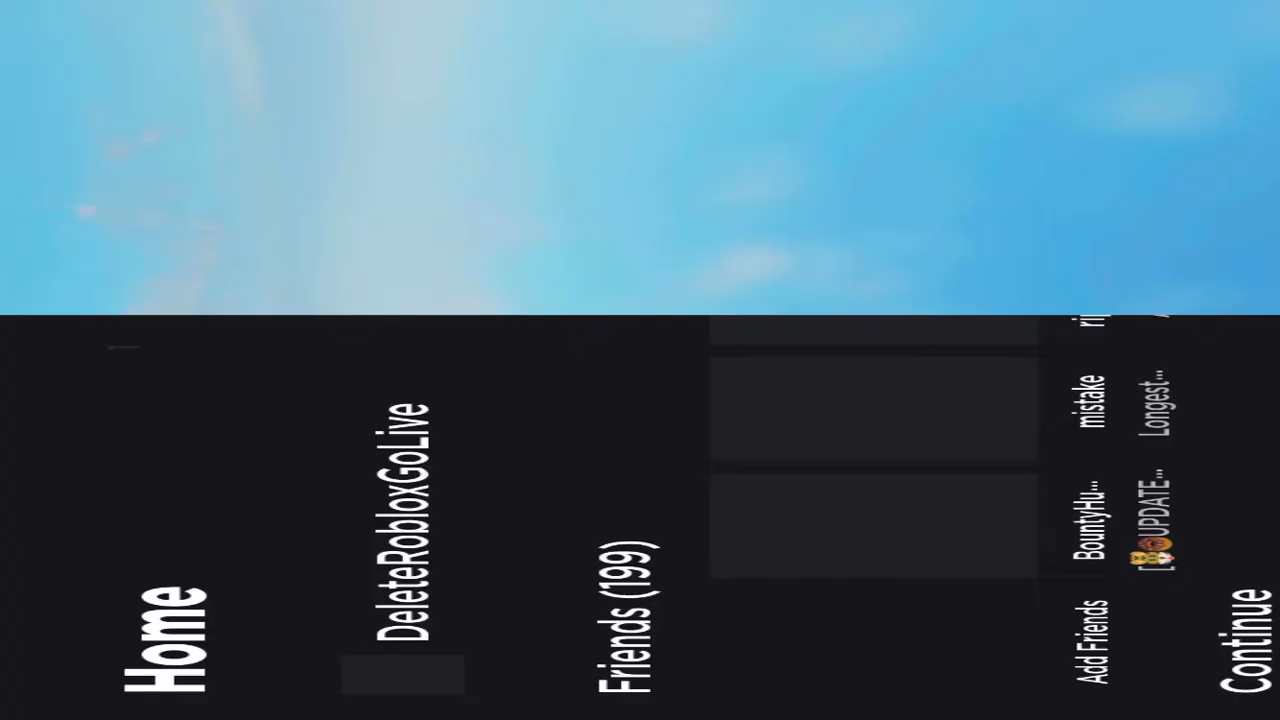 Home
DeleteRobloxGoLive
Friends (199)
Add Friends BountyHu... mistake
UPDATE... Longest...
Continue